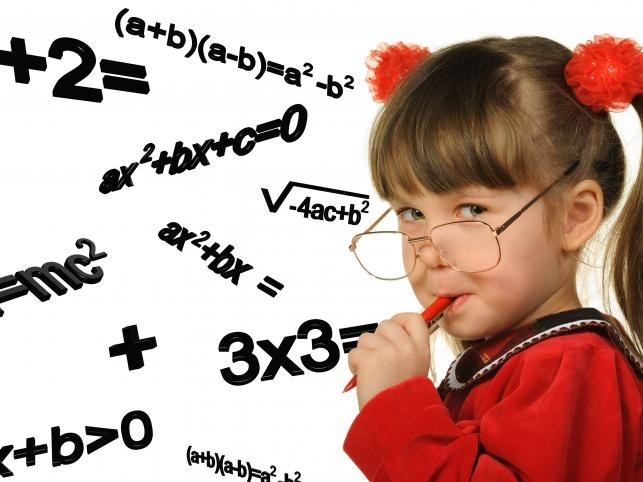 +2=
(a+b)(a-b)=a²-b²
ax²+bx+c=0
√-4ac+b²
ax²+bx =
=mc²
+
3x3=
x+b>0
(a+b)(a-b)=a²-b²